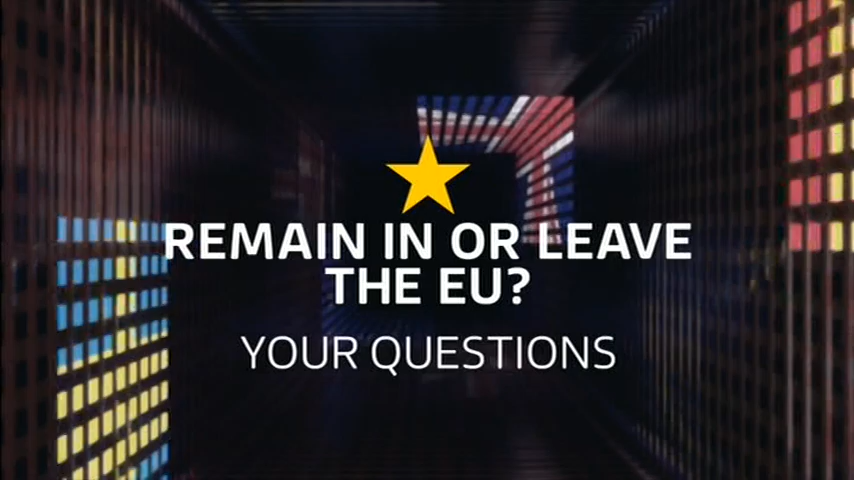 REMAIN IN OR LEAVE
THE EU?
YOUR QUESTIONS